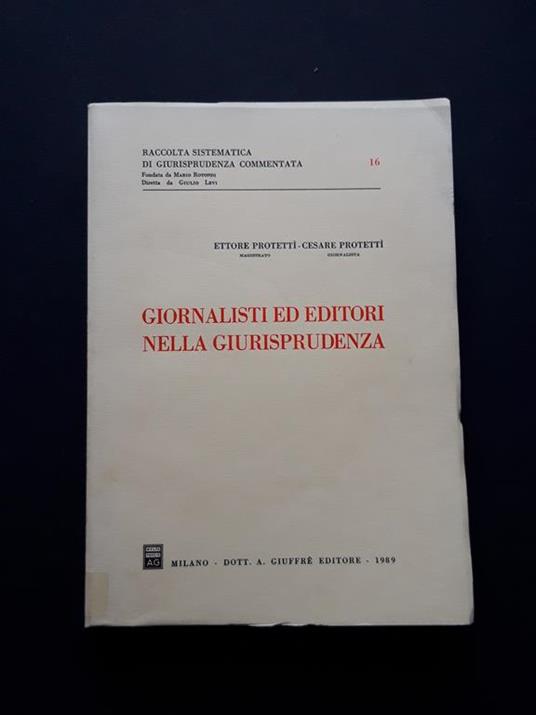 RACCOLTA SISTEMATICA
DI GIURISPRUDENZA COMMENTATA 16
Fondata da MARIO ROTONDI
Diretta da GIULIO LEVI
ETTORE PROTETTÌ - CESARE PROTETTÌ
MAGISTRATO GIORNALISTA
GIORNALISTI ED EDITORI
NELLA GIURISPRUDENZA
AG
MILANO - DOTT. A. GIUFFRÈ EDITORE - 1989